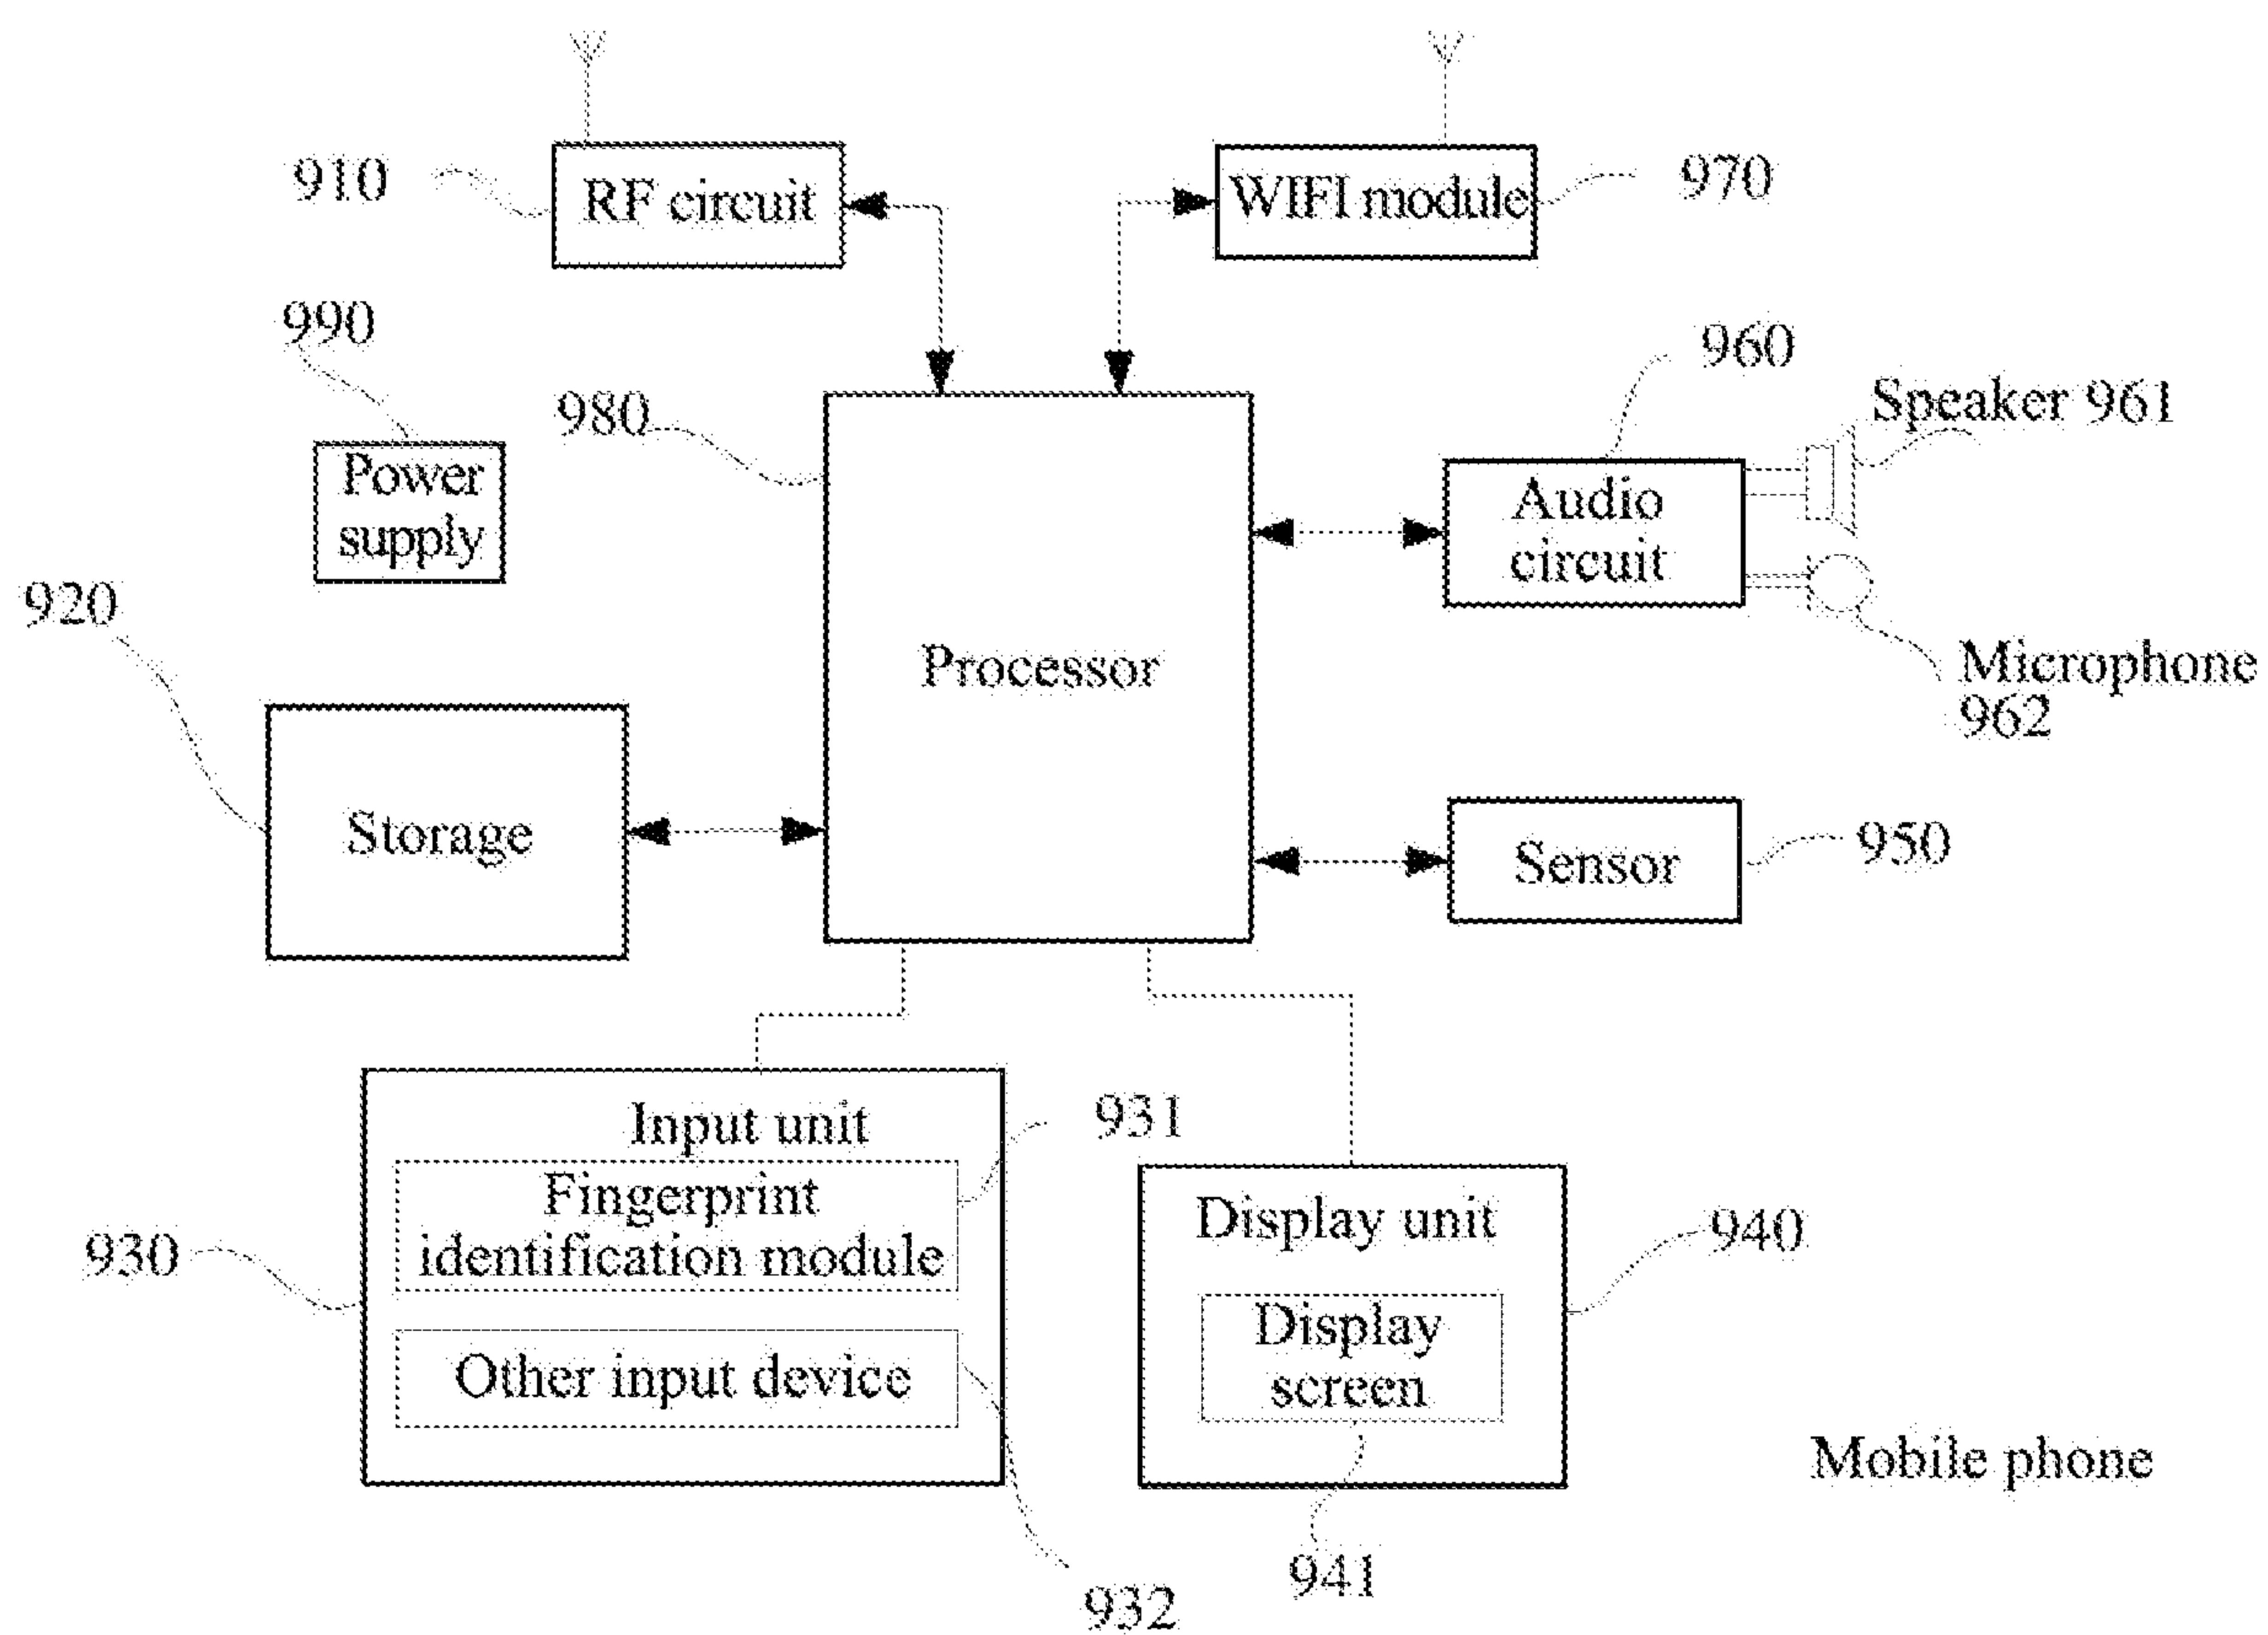 910
RF circuit
WIFI module
970
990
980
960
Speaker 961
Power
supply
Audio
circuit
920
Processor
Microphone
962
Storage
Sensor
950
Input unit
931
Fingerprint
identification module
930
Display unit
940
Other input device
Display
screen
Mobile phone
941
932